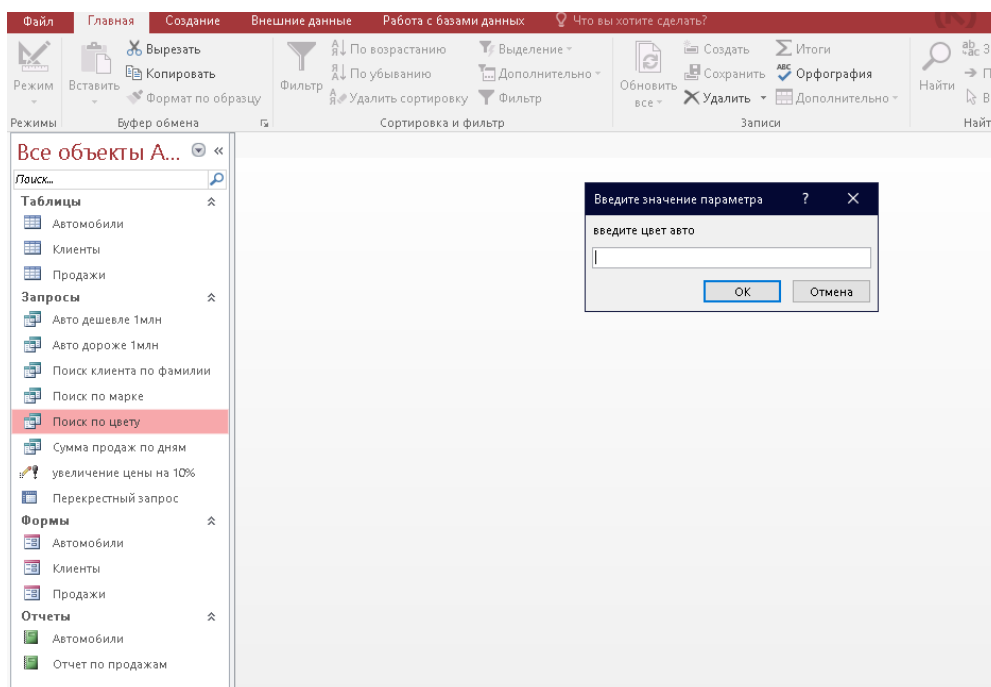 Файл Главная Создание Внешние данные Работа с базами данных Что вы хотите сделать?
Режим
Режимы
Вставить
Вырезать
Копировать
Формат по образцу
Буфер обмена
Фильтр
По возрастанию
По убыванию
Удалить сортировку
Выделение
Дополнительно
Фильтр
Сортировка и фильтр
Обновить
все
Создать
Сохранить
Удалить
Итоги
Орфография
Дополнительно
Записи
Найти
Найт
Все объекты А...
Поиск...
Таблицы
Автомобили
Клиенты
Продажи
Запросы
Авто дешевле 1млн
Авто дороже 1млн
Поиск клиента по фамилии
Поиск по марке
Поиск по цвету
Сумма продаж по дням
увеличение цены на 10%
Перекрестный запрос
Формы
Автомобили
Клиенты
Продажи
Отчеты
Автомобили
Отчет по продажам
Введите значение параметра ?
введите цвет авто
ОК Отмена